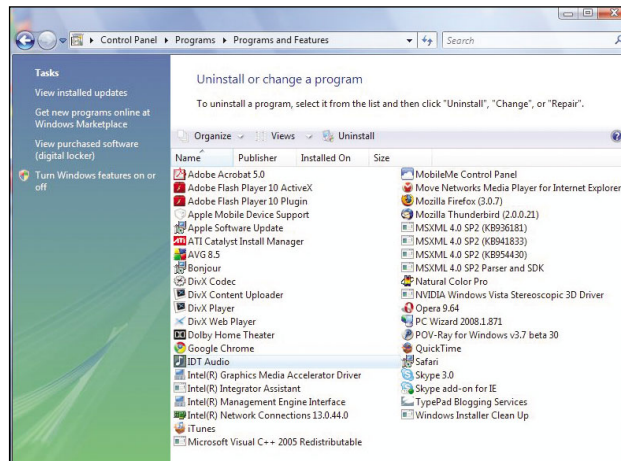 Control Panel Programs Programs and Features Search
Tasks
View installed updates
Get new programs online at
Windows Marketplace
View purchased software
(digital locker)
Turn Windows features on or
off
Uninstall or change a program
To uninstall a program, select it from the list and then click "Uninstall", "Change", or "Repair".
Organize Views Uninstall
Name Publisher Installed On Size
Adobe Acrobat 5.0
Adobe Flash Player 10 ActiveX
Adobe Flash Player 10 Plugin
Apple Mobile Device Support
Apple Software Update
ATI Catalyst Install Manager
AVG 8.5
Bonjour
DivX Codec
DivX Content Uploader
DivX Player
DivX Web Player
Dolby Home Theater
Google Chrome
IDT Audio
Intel(R) Graphics Media Accelerator Driver
Intel(R) Integrator Assistant
Intel(R) Management Engine Interface
Intel(R) Network Connections 13.0.44.0
iTunes
Microsoft Visual C++ 2005 Redistributable
MobileMe Control Panel
Move Networks Media Player for Internet Explorer
Mozilla Firefox (3.0.7)
Mozilla Thunderbird (2.0.0.21)
MSXML 4.0 SP2 (KB936181)
MSXML 4.0 SP2 (KB941833)
MSXML 4.0 SP2 (KB954430)
MSXML 4.0 SP2 Parser and SDK
Natural Color Pro
NVIDIA Windows Vista Stereoscopic 3D Driver
Opera 9.64
PC Wizard 2008.1.871
POV-Ray for Windows v3.7 beta 30
QuickTime
Safari
Skype 3.0
Skype add-on for IE
TypePad Blogging Services
Windows Installer Clean Up